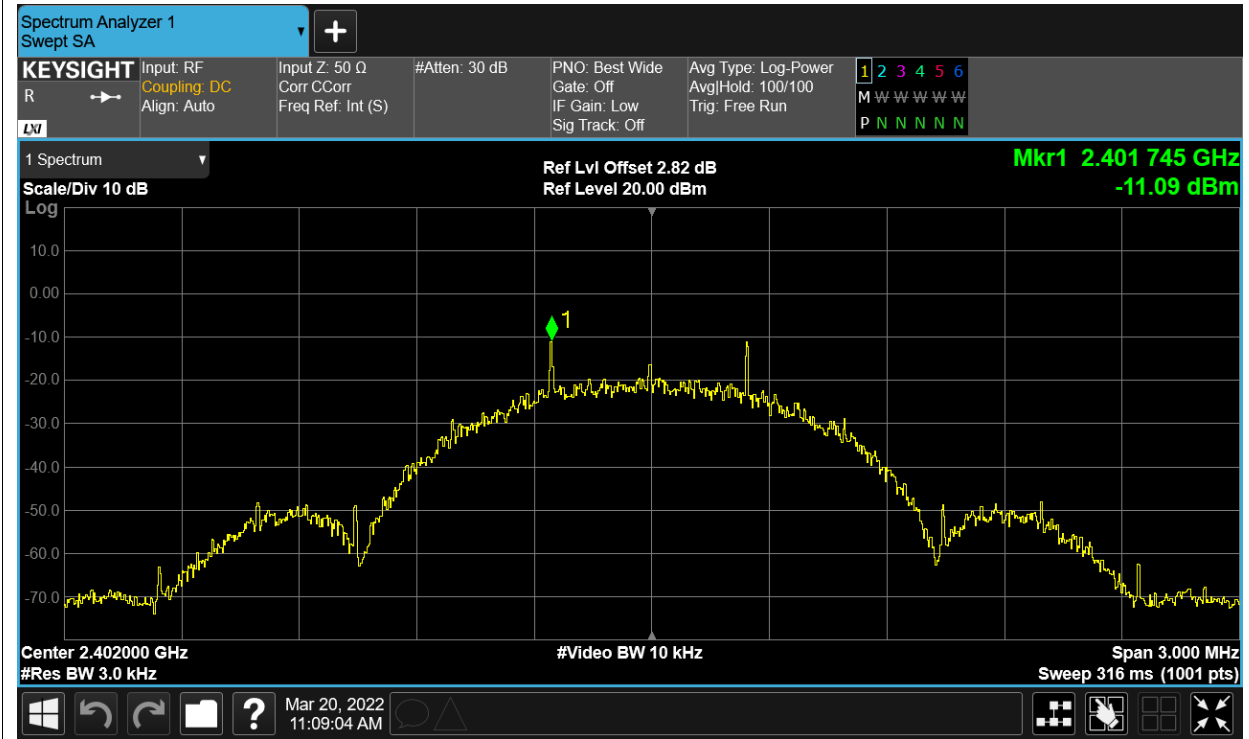 Spectrum Analyzer 1
Swept SA
KEYSIGHT
R
LXI
Input: RF
Coupling: DC
Align: Auto
Input Z: 50 Ω
Corr CCorr
Freq Ref: Int (S)
#Atten: 30 dB
PNO: Best Wide
Gate: Off
IF Gain: Low
Sig Track: Off
Avg Type: Log-Power
Avg|Hold: 100/100
Trig: Free Run
1 2 3 4 5 6
M W W W W W
P N N N N N
1 Spectrum
Scale/Div 10 dB
Ref Lvl Offset 2.82 dB
Ref Level 20.00 dBm
Mkr1 2.401 745 GHz
-11.09 dBm
Log
10.0
0.00
1
-10.0
-20.0
-30.0
-40.0
-50.0
-60.0
-70.0
Center 2.402000 GHz
#Video BW 10 kHz
Span 3.000 MHz
#Res BW 3.0 kHz
Sweep 316 ms (1001 pts)
?
Mar 20, 2022
11:09:04 AM